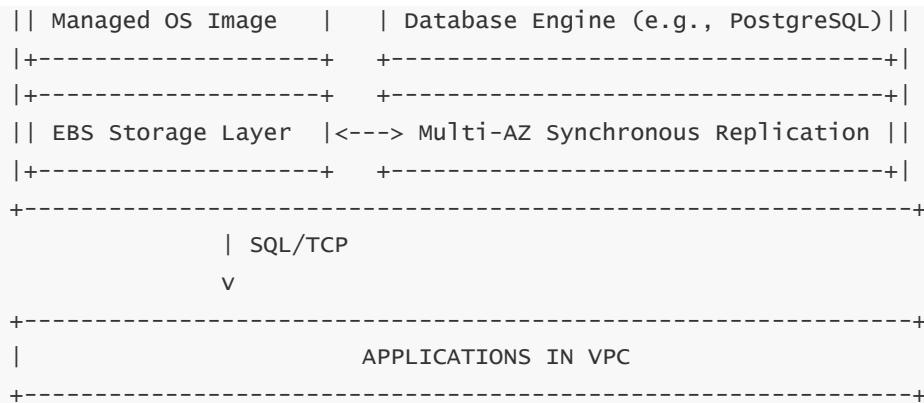 || Managed OS Image   |   | Database Engine (e.g., PostgreSQL)||
|+--------------------+   +-----------------------------------+|
|+--------------------+   +-----------------------------------+|
|| EBS Storage Layer  |<---> Multi-AZ Synchronous Replication ||
|+--------------------+   +-----------------------------------+|
+--------------------------------------------------------------+
| SQL/TCP
v
+--------------------------------------------------------------+
|                        APPLICATIONS IN VPC
+--------------------------------------------------------------+